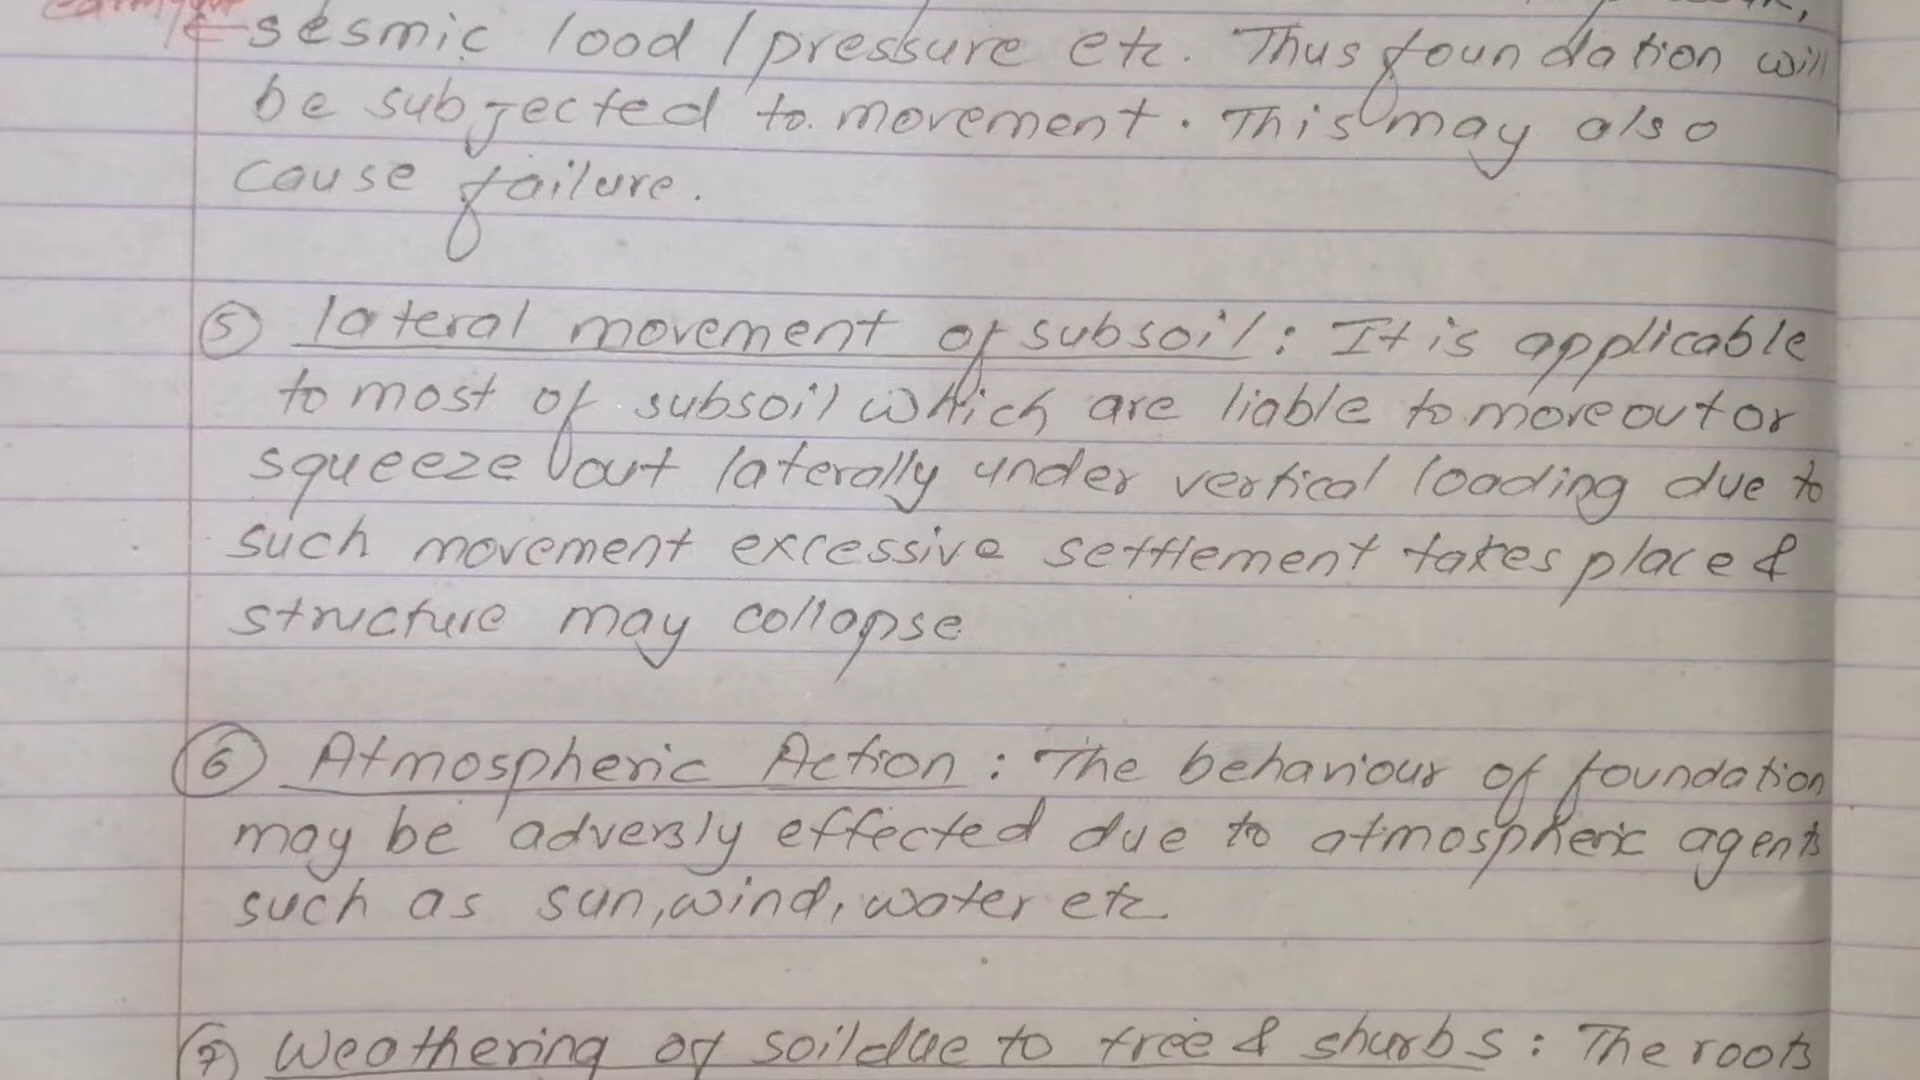 sesmic lood / pressure etc. Thus foundation will
be subjected to movement. This may also
cause failure.
⑤ lateral movement of subsoil: It is applicable
to most of subsoil which are liable to move out or
squeeze out laterally under vertical loading due to
such movement excessive settlement takes place &
structure may collapse
⑥ Atmospheric Action: The behaviour of foundation
may be adversly effected due to atmospheric agents
such as sun, wind, water etc.
⑦ Weathering of soil due to tree & shurbs: The roots